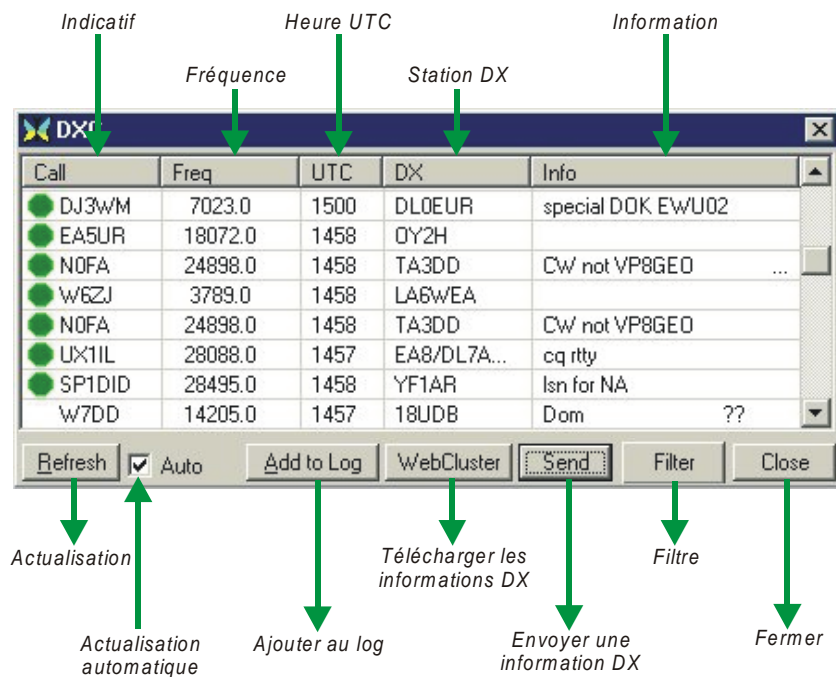 Indicatif Heure UTC Information
Fréquence Station DX
Call Freq UTC DX Info
DJ3WM 7023.0 1500 DL0EUR special DOK EWU02
EA5UR 18072.0 1458 OY2H
N0FA 24898.0 1458 TA3DD CW not VP8GEO ...
W6ZJ 3789.0 1458 LA6WEA
N0FA 24898.0 1458 TA3DD CW not VP8GEO
UX1IL 28088.0 1457 EA8/DL7A... cq rtty
SP1DID 28495.0 1458 YF1AR lsn for NA
W7DD 14205.0 1457 18UDB Dom ??
Refresh Auto Add to Log WebCluster Send Filter Close
Actualisation Télécharger les Filtre
informations DX
Actualisation Ajouter au log Envoyer une Fermer
automatique information DX